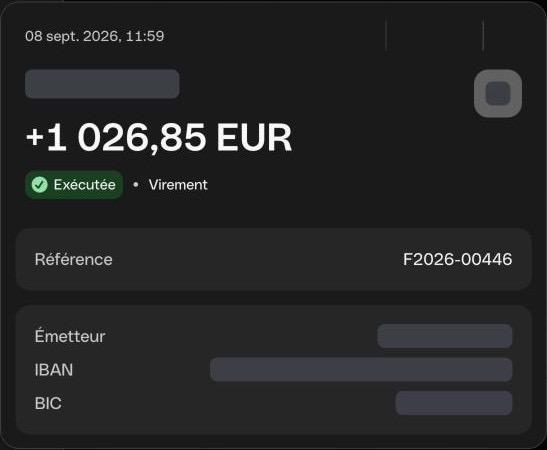 08 sept. 2026, 11:59
+1 026,85 EUR
Exécutée • Virement
Référence F2026-00446
Émetteur
IBAN
BIC